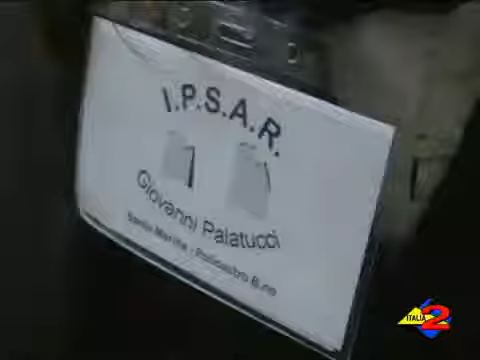 I.P.S.A.R.
Giovanni Palatucci
Santa Marina - Policastro B.no
ITALIA 2